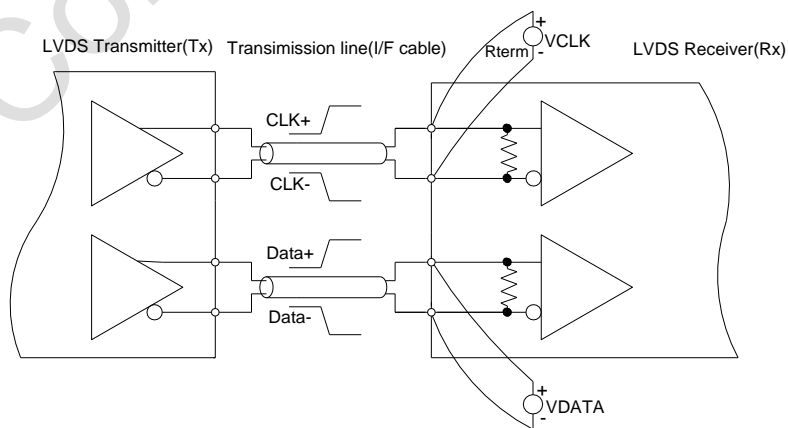 VCLK
Rterm
LVDS Transmitter(Tx)
Transimission line(I/F cable)
LVDS Receiver(Rx)
+
-
CLK+
CLK-
Data+
Data-
+
VDATA
-